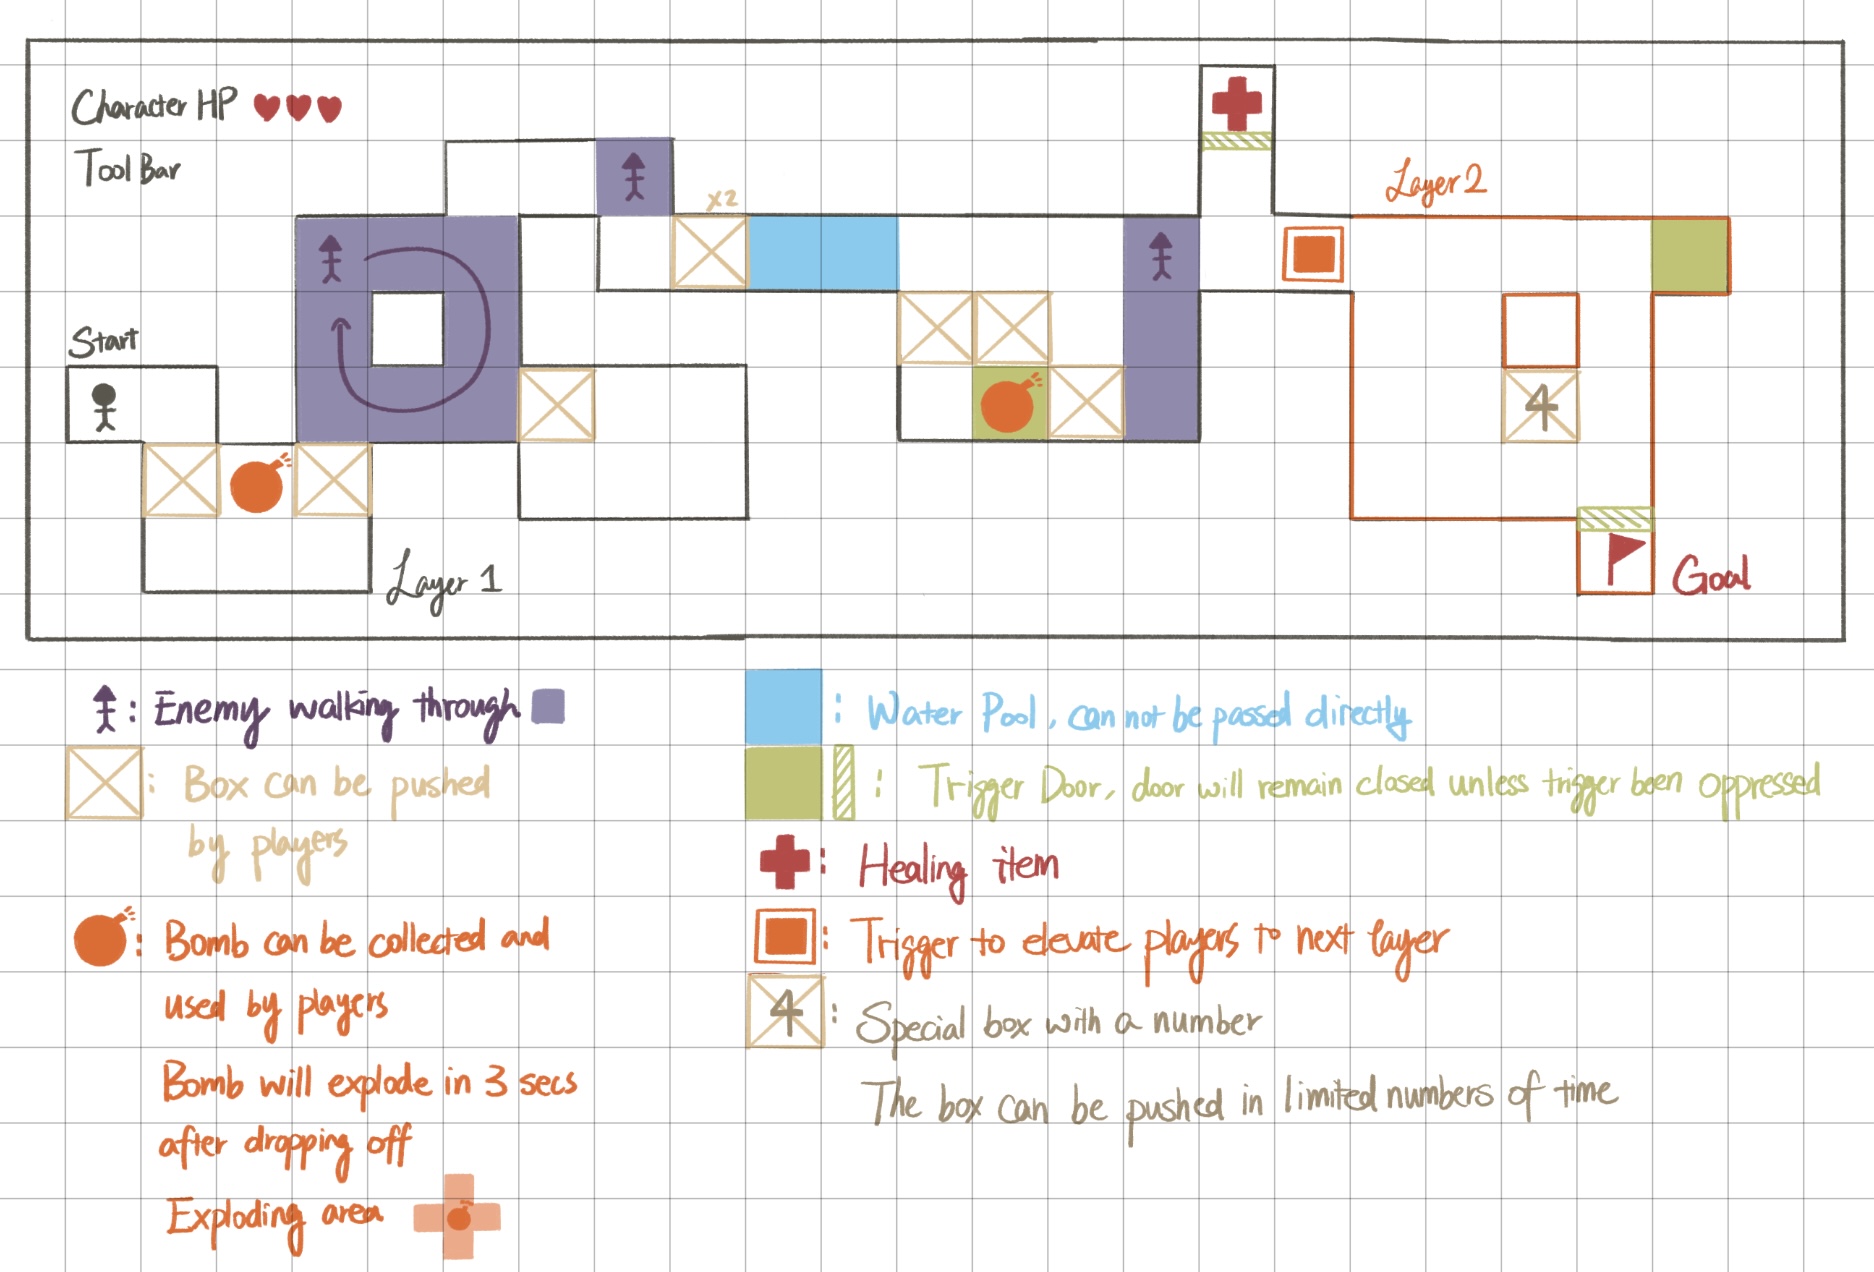 Character HP
Tool Bar
x2
Layer 2
Start
4
Layer 1
Goal
: Enemy walking through
: Box can be pushed
by players
: Bomb can be collected and
used by players
Bomb will explode in 3 secs
after dropping off
Exploding area
: Water Pool, can not be passed directly
: Trigger Door, door will remain closed unless trigger been oppressed
: Healing item
: Trigger to elevate players to next layer
4 : Special box with a number
The box can be pushed in limited numbers of time